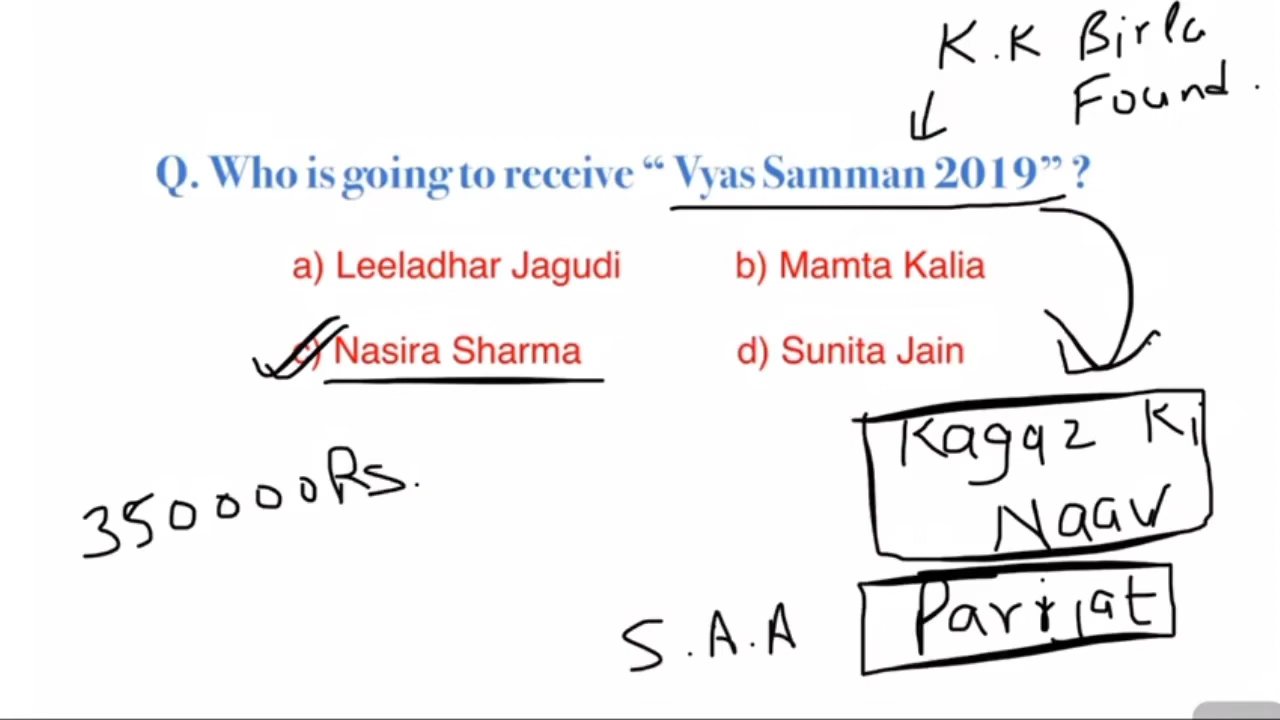 K.K Birla
Found.
Q. Who is going to receive “ Vyas Samman 2019” ?
a) Leeladhar Jagudi
b) Mamta Kalia
c) Nasira Sharma
d) Sunita Jain
Kagaz Ki
Naav
350000Rs.
S.A.A Parijat